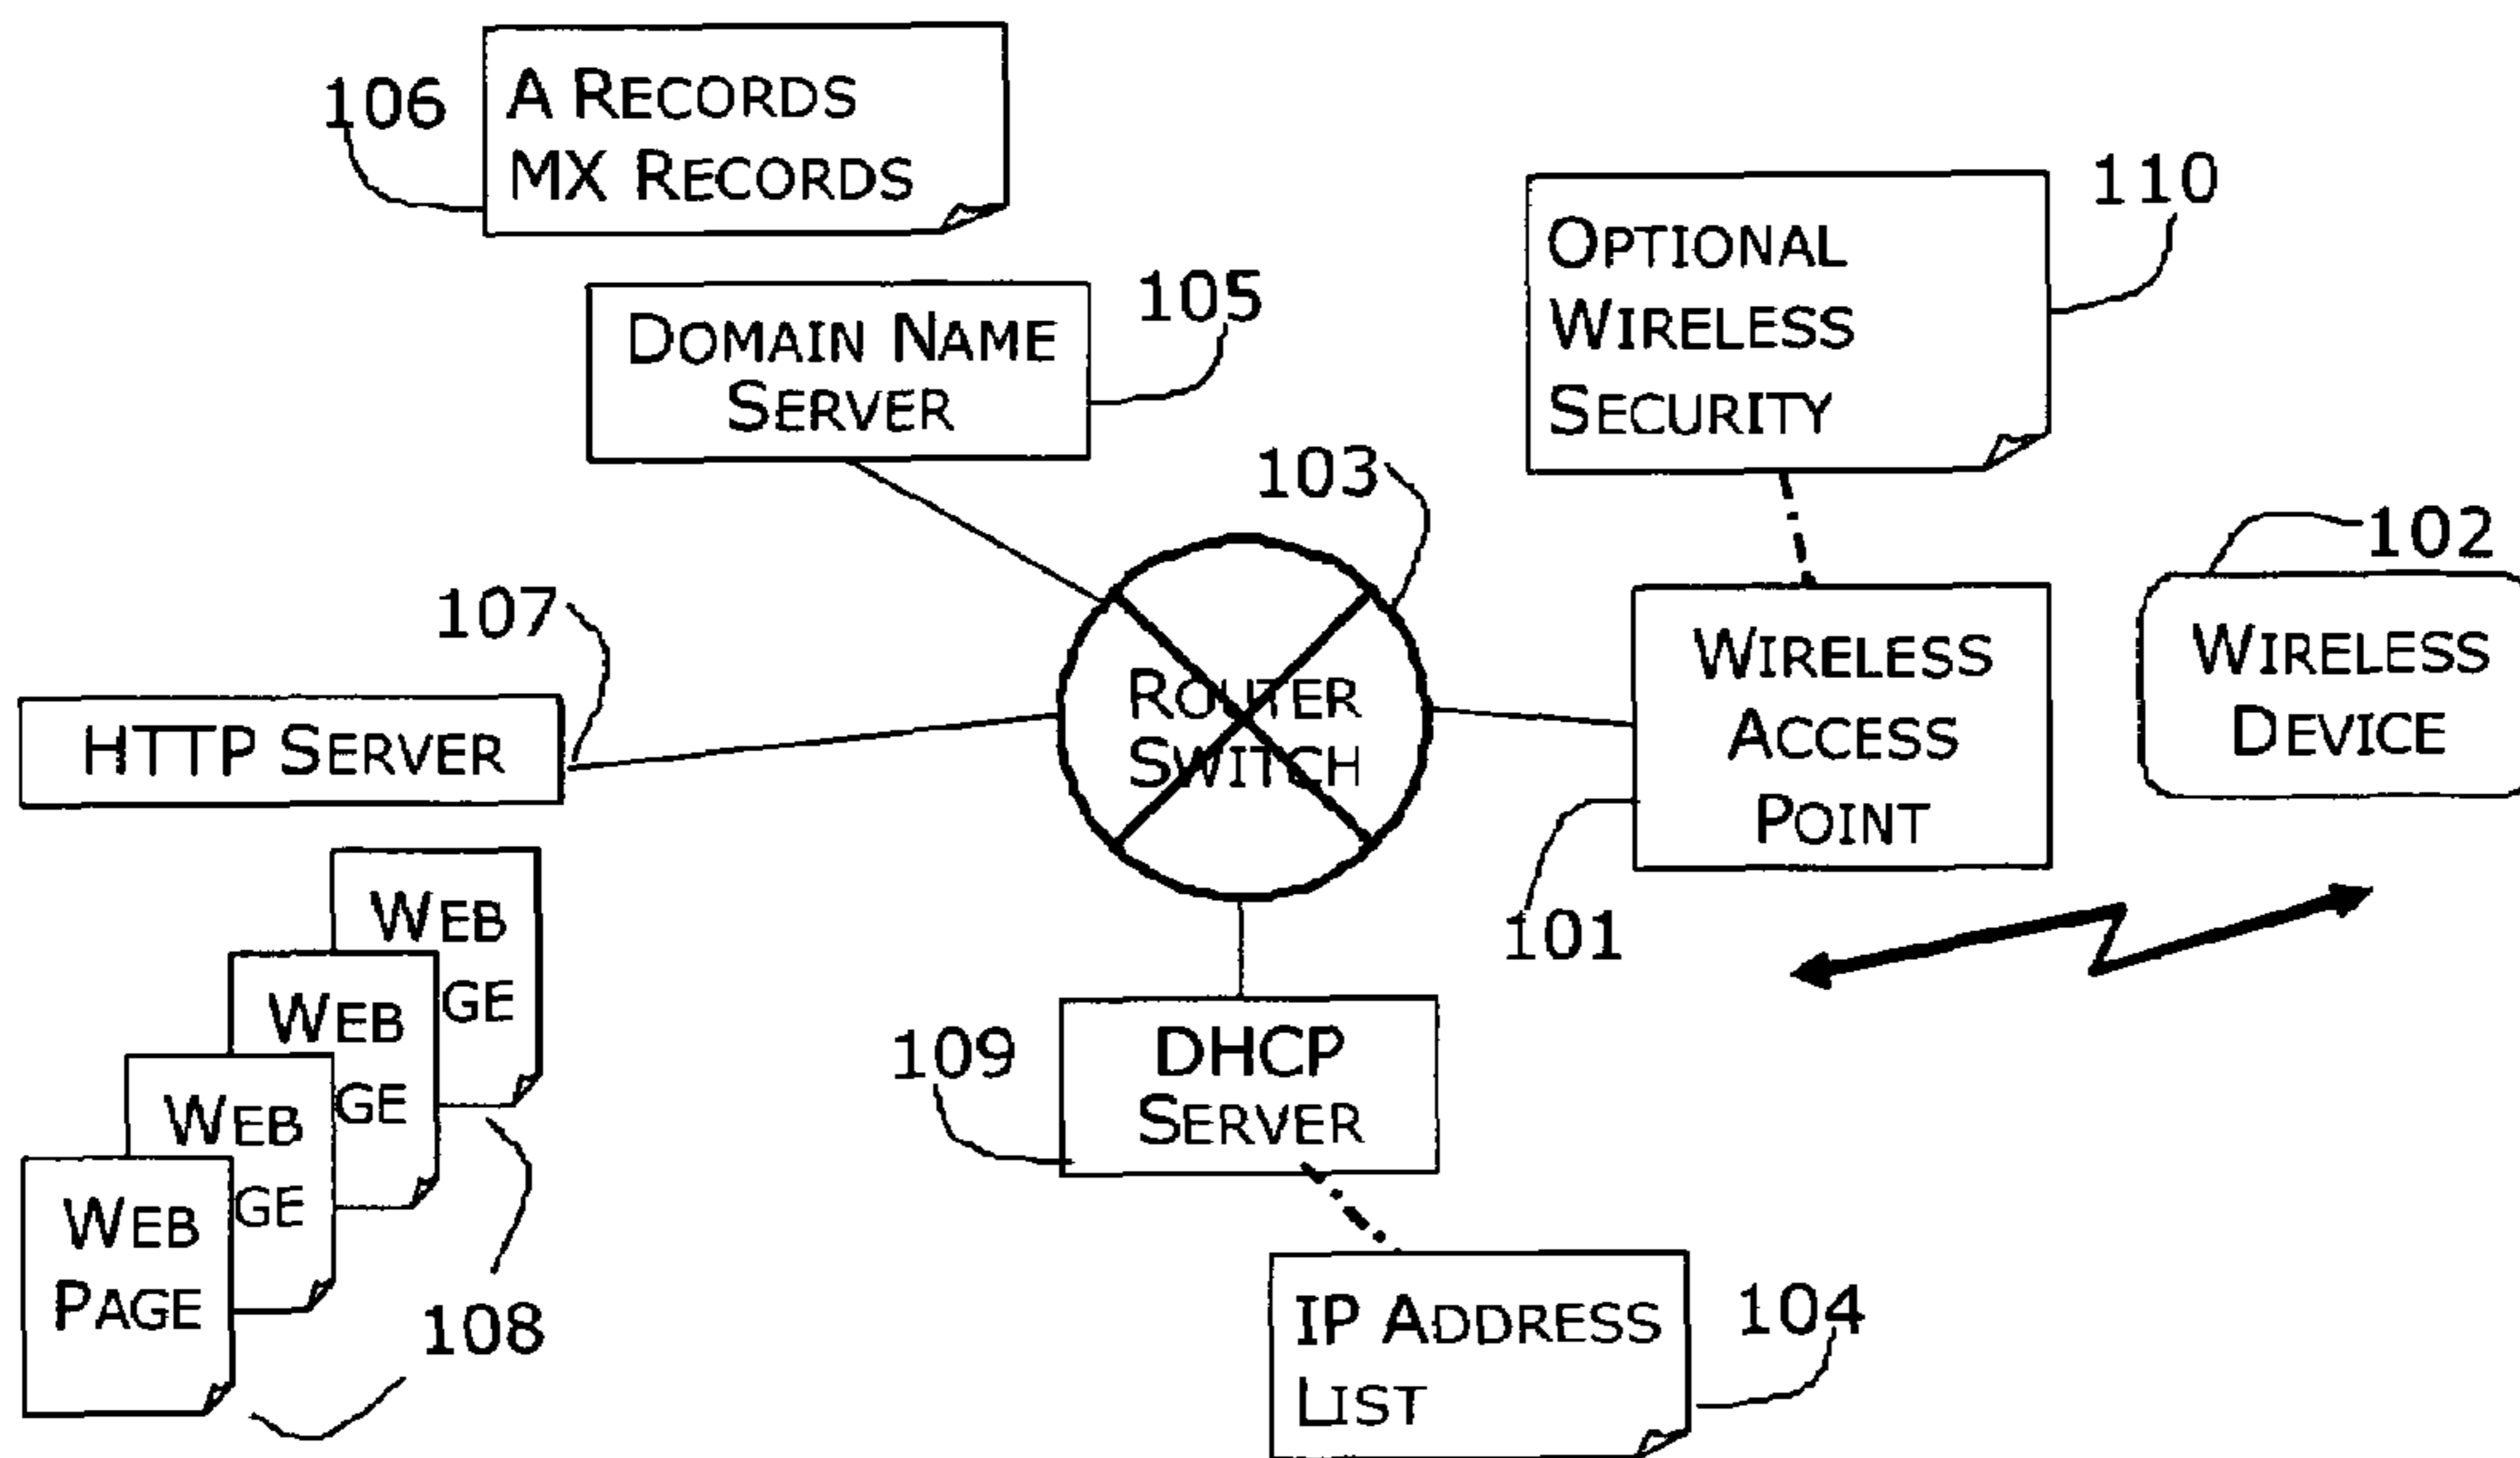 106
A RECORDS
MX RECORDS
105
DOMAIN NAME
SERVER
110
OPTIONAL
WIRELESS
SECURITY
103
102
107
ROUTER
SWITCH
WIRELESS
ACCESS
POINT
WIRELESS
DEVICE
HTTP SERVER
101
WEB
GE
WEB
GE
WEB
GE
WEB
PAGE
108
109
DHCP
SERVER
IP ADDRESS
LIST
104